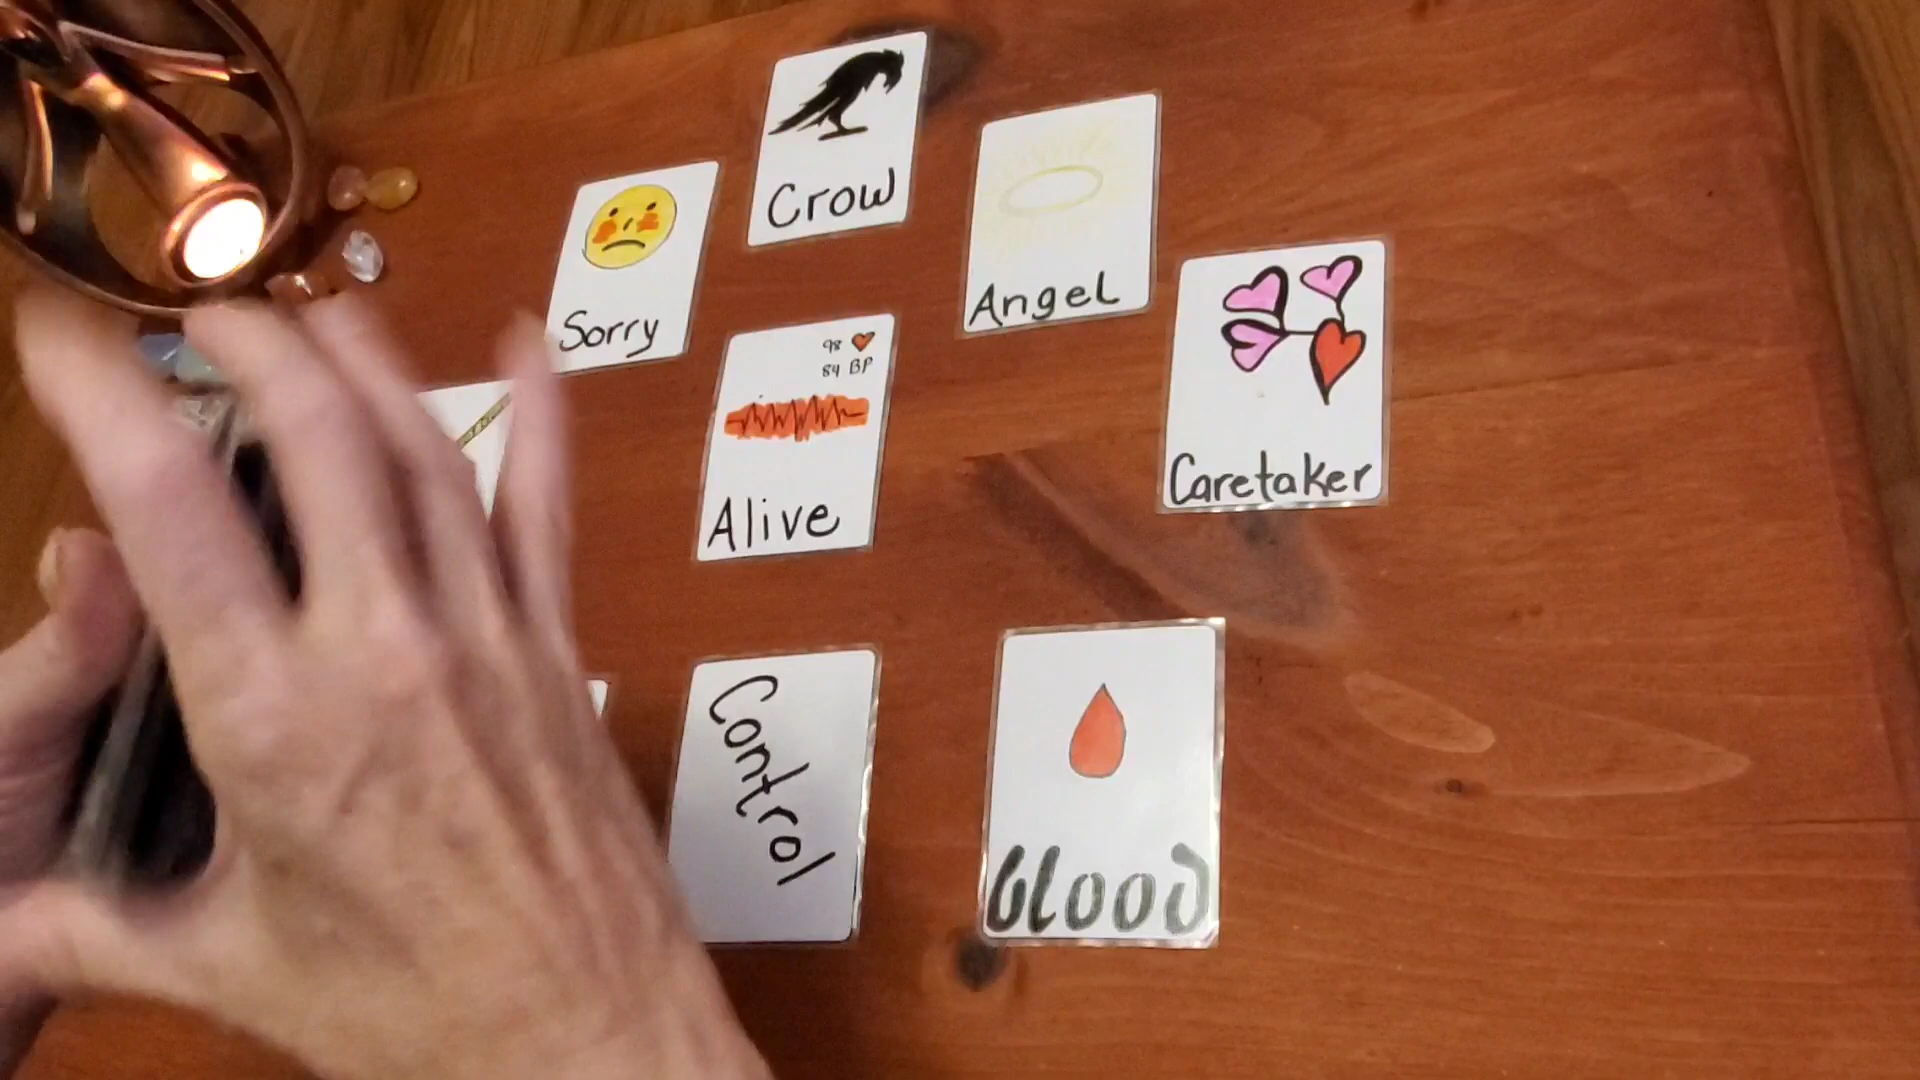 Crow
Angel
Sorry
Caretaker
98
84 BP
Alive
Control
blood